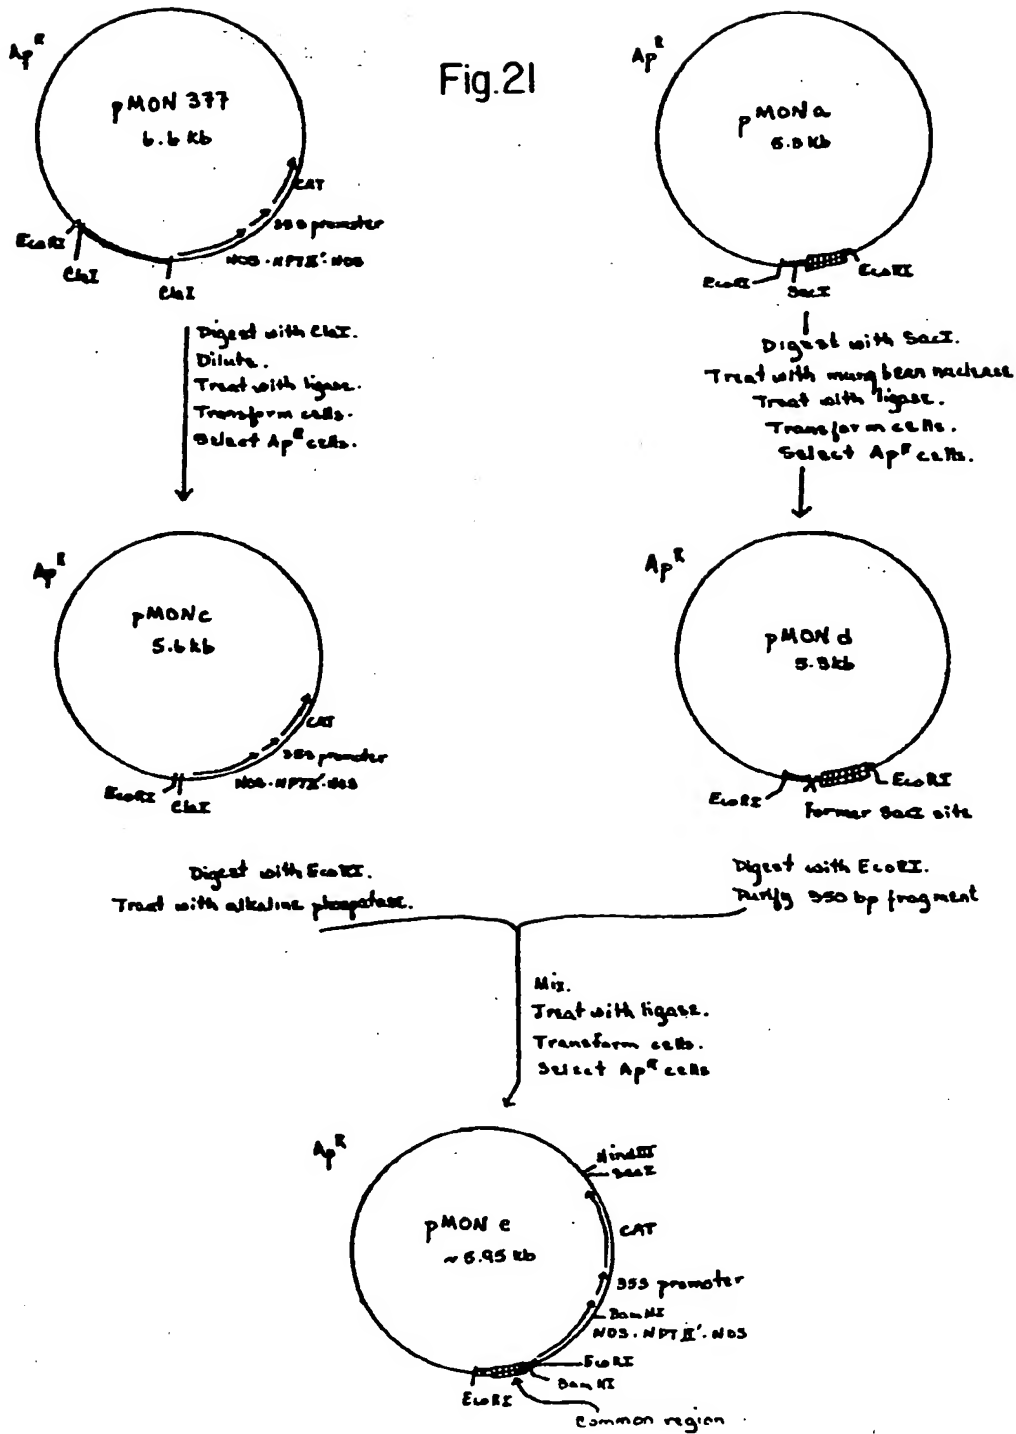 Fig.21
Ap^R
pMON 377
6.6 kb
CAT
35S promoter
NOS-NPTII'-NOS
EcoRI
ClaI
ClaI
Digest with ClaI.
Dilute.
Treat with ligase.
Transform cells.
Select Ap^R cells.
Ap^R
pMON a
5.3 kb
EcoRI
SacI
EcoRI
Digest with SacI.
Treat with mung bean nuclease
Treat with ligase.
Transform cells.
Select Ap^R cells.
Ap^R
pMON c
5.6 kb
CAT
35S promoter
NOS-NPTII'-NOS
EcoRI
ClaI
Digest with EcoRI.
Treat with alkaline phospatase.
Ap^R
pMON d
5.3 kb
EcoRI
EcoRI
Former SacI site
Digest with EcoRI.
Purify 350 bp fragment
Mix.
Treat with ligase.
Transform cells.
Select Ap^R cells
Ap^R
pMON e
~5.95 kb
HindIII
SacI
CAT
35S promoter
BamHI
NOS-NPTII'-NOS
EcoRI
BamHI
EcoRI
Common region